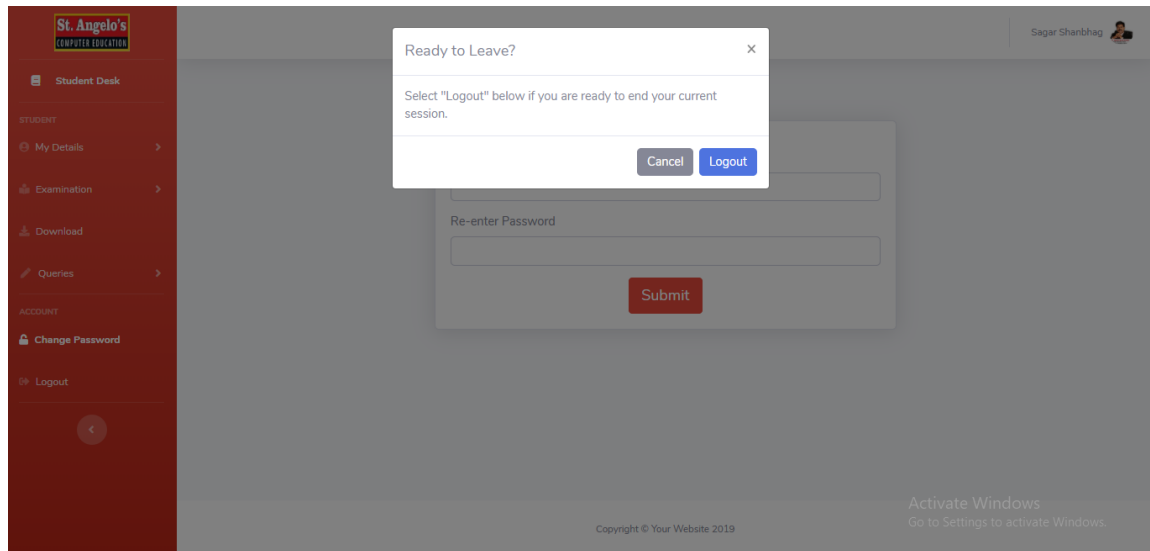 St. Angelo's
COMPUTER EDUCATION
Student Desk
STUDENT
My Details
Examination
Download
Queries
ACCOUNT
Change Password
Logout
Sagar Shanbhag
Ready to Leave?
×
Select "Logout" below if you are ready to end your current
session.
Cancel Logout
Re-enter Password
Submit
Copyright © Your Website 2019
Activate Windows
Go to Settings to activate Windows.